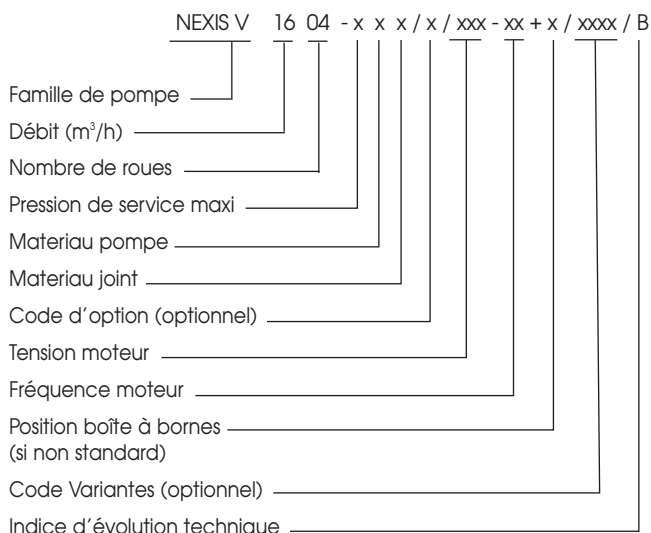 NEXIS V 16 04 - x x x / x / xxx - xx + x / xxxx / B
Famille de pompe
Débit (m³/h)
Nombre de roues
Pression de service maxi
Materiau pompe
Materiau joint
Code d'option (optionnel)
Tension moteur
Fréquence moteur
Position boîte à bornes
(si non standard)
Code Variantes (optionnel)
Indice d'évolution technique